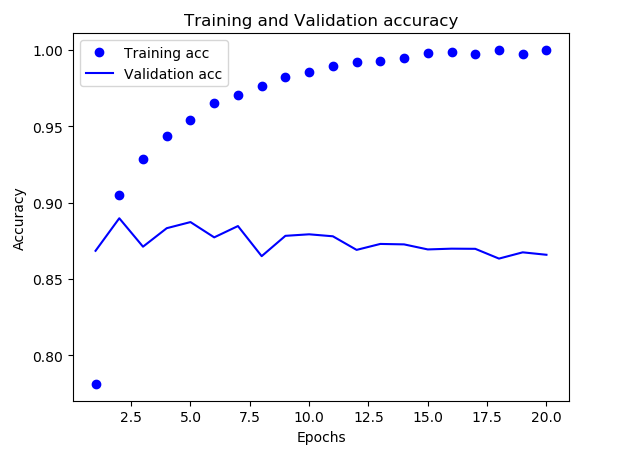 Training and Validation accuracy
Training acc
Validation acc
1.00
0.95
0.90
0.85
0.80
Accuracy
2.5 5.0 7.5 10.0 12.5 15.0 17.5 20.0
Epochs